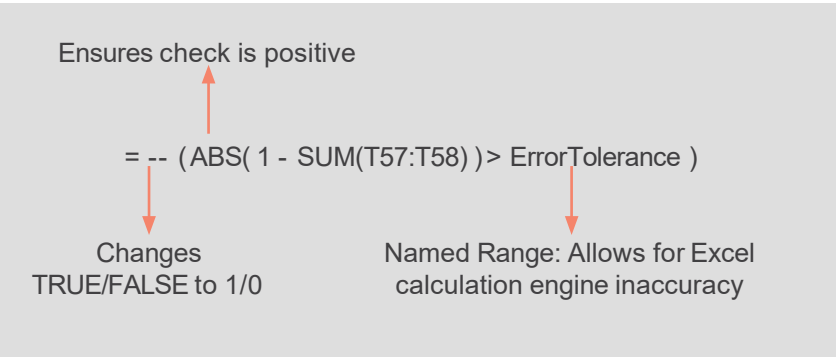 Ensures check is positive
= -- ( ABS( 1 - SUM(T57:T58) ) > ErrorTolerance )
Changes
TRUE/FALSE to 1/0
Named Range: Allows for Excel
calculation engine inaccuracy